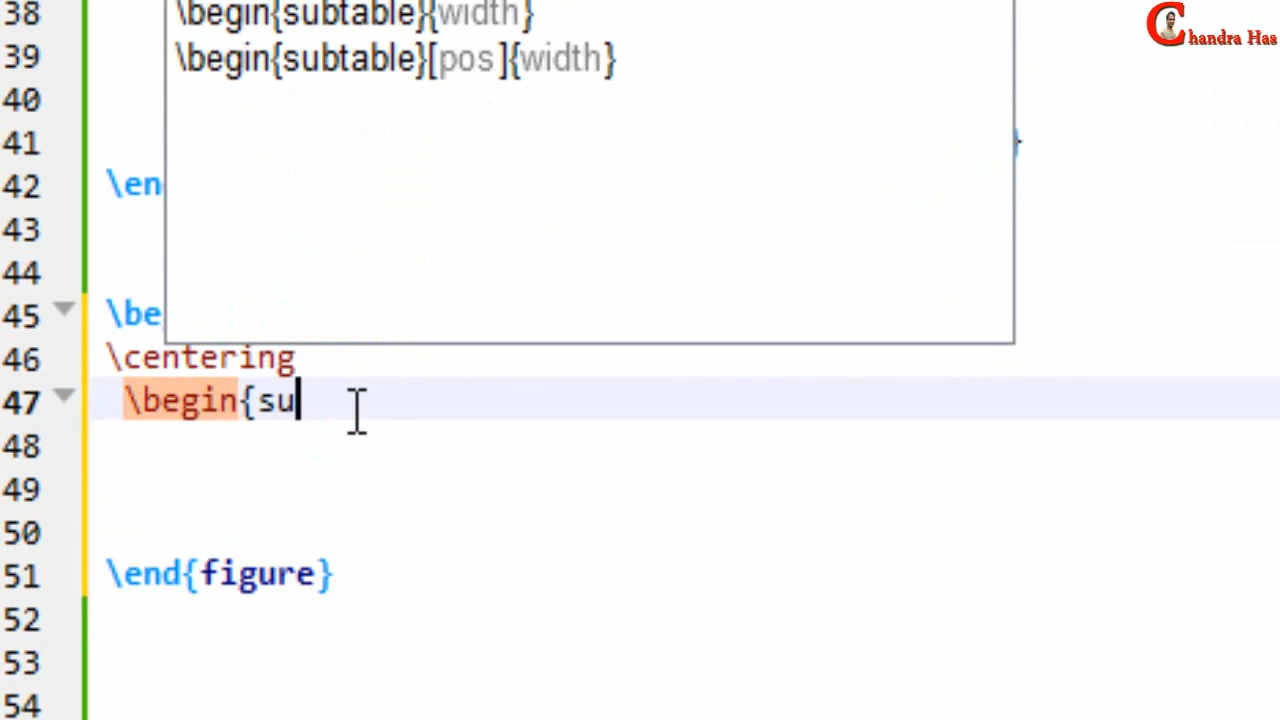 38 \begin{subtable}{width}
39 \begin{subtable}[pos]{width}
40
41 }
42 \en
43
44
45 \be
46 \centering
47 \begin{su
48
49
50
51 \end{figure}
52
53
54
Chandra Has